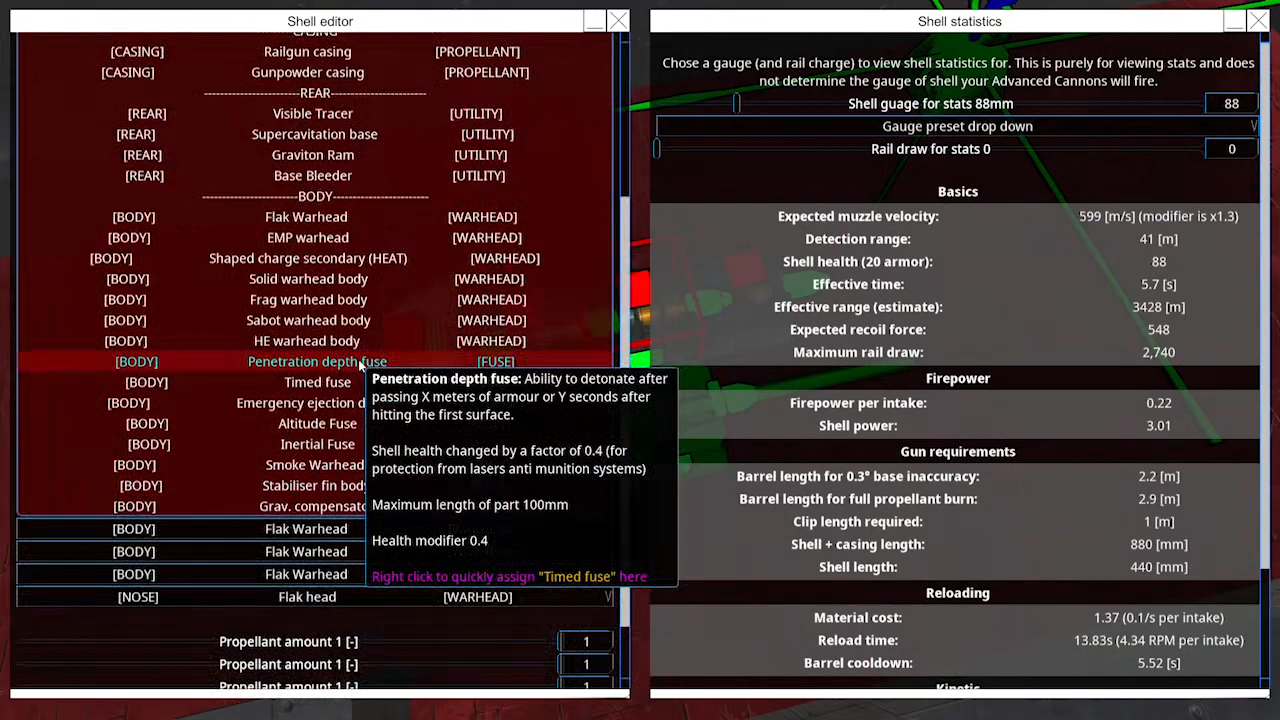 Shell editor
CASING
[CASING] Railgun casing [PROPELLANT]
[CASING] Gunpowder casing [PROPELLANT]
------------------------REAR------------------------
[REAR] Visible Tracer [UTILITY]
[REAR] Supercavitation base [UTILITY]
[REAR] Graviton Ram [UTILITY]
[REAR] Base Bleeder [UTILITY]
------------------------BODY------------------------
[BODY] Flak Warhead [WARHEAD]
[BODY] EMP warhead [WARHEAD]
[BODY] Shaped charge secondary (HEAT) [WARHEAD]
[BODY] Solid warhead body [WARHEAD]
[BODY] Frag warhead body [WARHEAD]
[BODY] Sabot warhead body [WARHEAD]
[BODY] HE warhead body [WARHEAD]
[BODY] Penetration depth fuse [FUSE]
[BODY] Timed fuse
[BODY] Emergency ejection d
[BODY] Altitude Fuse
[BODY] Inertial Fuse
[BODY] Smoke Warhead
[BODY] Stabiliser fin body
[BODY] Grav. compensato
[BODY] Flak Warhead
[BODY] Flak Warhead
[BODY] Flak Warhead
[NOSE] Flak head [WARHEAD] V
Propellant amount 1 [-] 1
Propellant amount 1 [-] 1
Propellant amount 1 [-] 1
Penetration depth fuse: Ability to detonate after
passing X meters of armour or Y seconds after
hitting the first surface.
Shell health changed by a factor of 0.4 (for
protection from lasers anti munition systems)
Maximum length of part 100mm
Health modifier 0.4
Right click to quickly assign "Timed fuse" here
Shell statistics
Chose a gauge (and rail charge) to view shell statistics for. This is purely for viewing stats and does
not determine the gauge of shell your Advanced Cannons will fire.
Shell guage for stats 88mm 88
Gauge preset drop down V
Rail draw for stats 0 0
Basics
Expected muzzle velocity: 599 [m/s] (modifier is x1.3)
Detection range: 41 [m]
Shell health (20 armor): 88
Effective time: 5.7 [s]
Effective range (estimate): 3428 [m]
Expected recoil force: 548
Maximum rail draw: 2,740
Firepower
Firepower per intake: 0.22
Shell power: 3.01
Gun requirements
Barrel length for 0.3° base inaccuracy: 2.2 [m]
Barrel length for full propellant burn: 2.9 [m]
Clip length required: 1 [m]
Shell + casing length: 880 [mm]
Shell length: 440 [mm]
Reloading
Material cost: 1.37 (0.1/s per intake)
Reload time: 13.83s (4.34 RPM per intake)
Barrel cooldown: 5.52 [s]
Kinetic